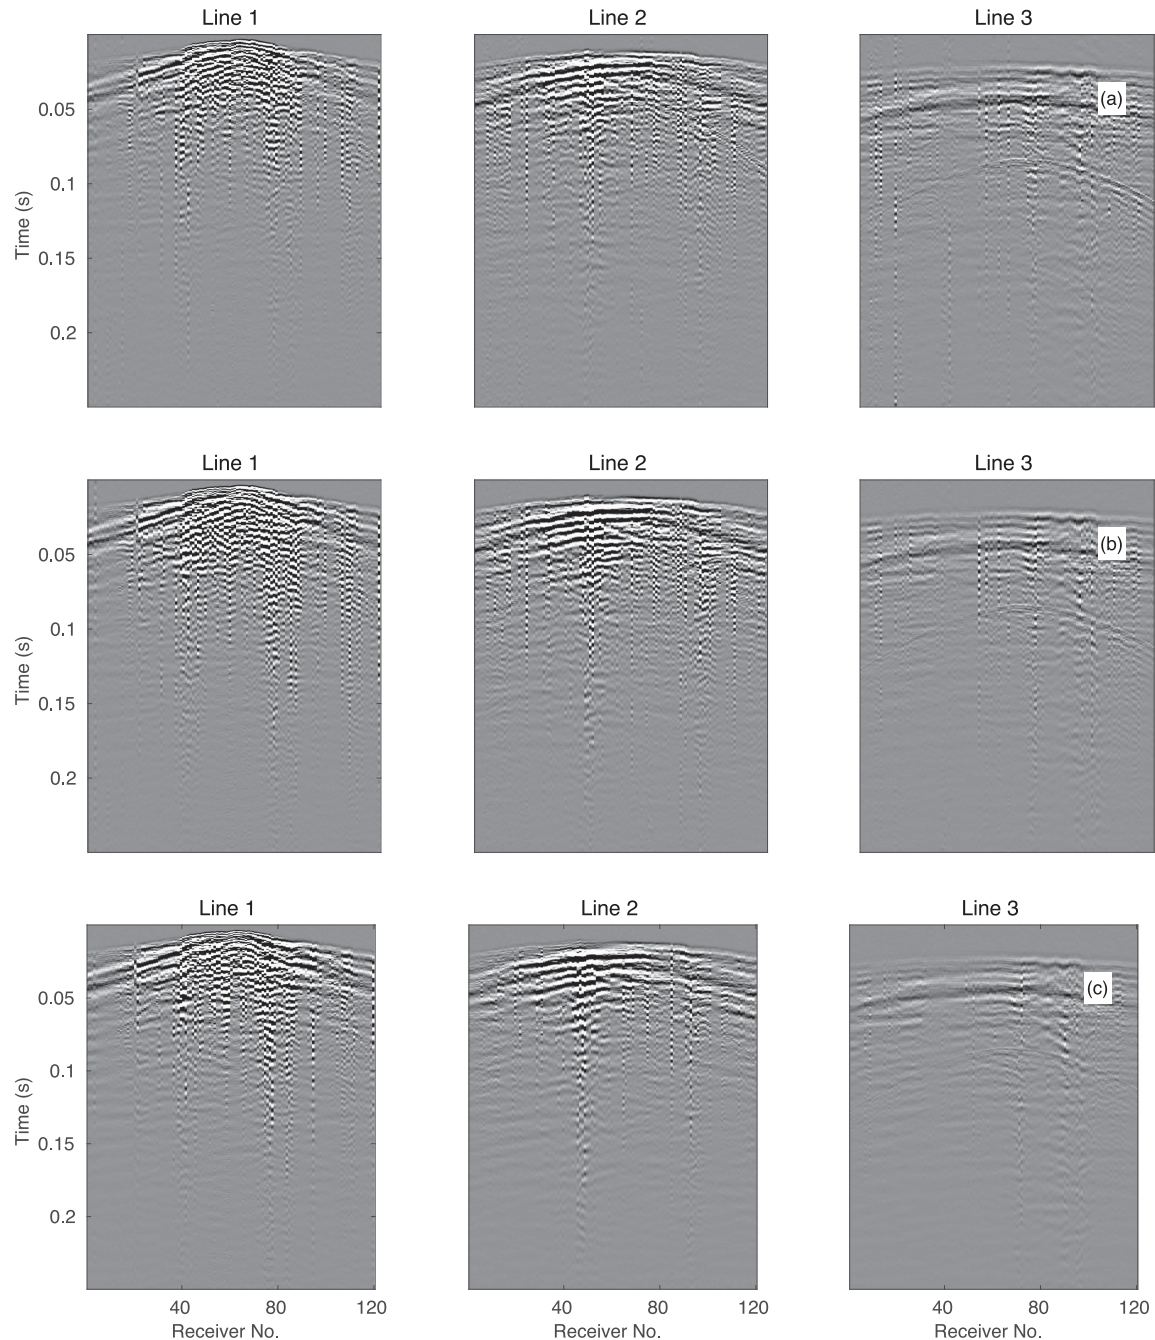 Line 1
Line 2
Line 3
0.05
0.1
0.15
0.2
Time (s)
(a)
Line 1
Line 2
Line 3
0.05
0.1
0.15
0.2
Time (s)
(b)
Line 1
Line 2
Line 3
0.05
0.1
0.15
0.2
Time (s)
(c)
40 80 120
40 80 120
40 80 120
Receiver No.
Receiver No.
Receiver No.